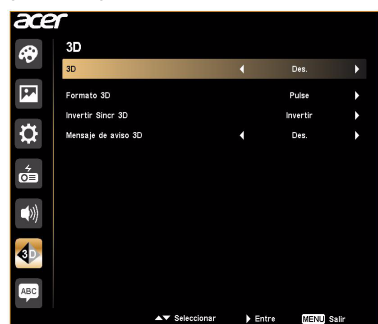 acer
3D
3D Des.
Formato 3D Pulse
Invertir Sincr 3D Invertir
Mensaje de aviso 3D Des.
3D
ABC
Seleccionar Entre MENU Salir